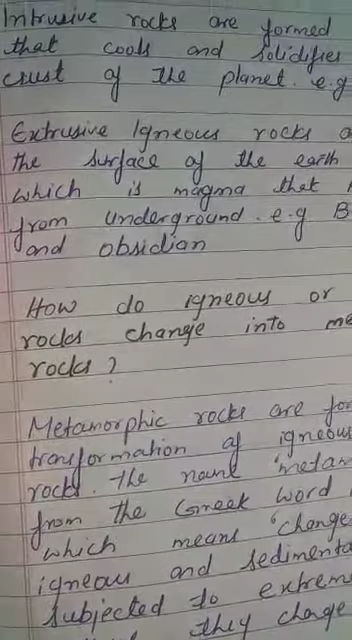 Intrusive rocks are formed
that cools and solidifies
crust of the planet. e.g
Extrusive Igneous rocks
the surface of the earth
which is magma that
from underground. e.g B
and obsidian
How do igneous or
rocks change into me
rocks?
Metamorphic rocks are for
transformation of igneous
rocks. The name 'metam
from the Greek word
which means 'change
igneous and sedimenta
subjected to extrem
they change